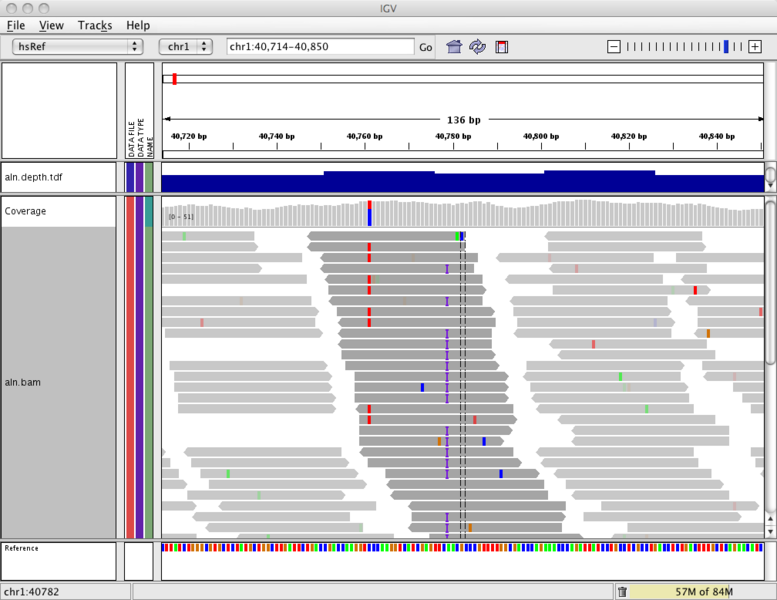 IGV
File View Tracks Help
hsRef chr1 chr1:40,714-40,850 Go
136 bp
40,720 bp 40,740 bp 40,760 bp 40,780 bp 40,800 bp 40,820 bp 40,840 bp
DATA FILE
DATA TYPE
NAME
aln.depth.tdf
Coverage
[0 - 51]
aln.bam
Reference
chr1:40782
57M of 84M